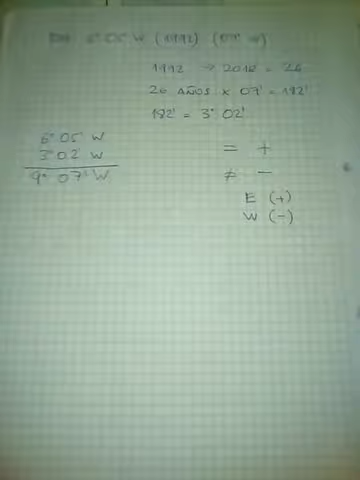 6° 05' W (1992) (07' W)
1992 → 2018 = 26
26 AÑOS x 07' = 182'
182' = 3° 02'
6° 05' W
3° 02' W
9° 07' W
= +
≠ -
E (+)
W (-)